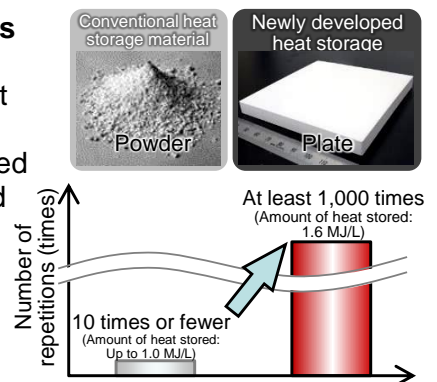 s
t
ed
d
Conventional heat
storage material
Powder
Newly developed
heat storage
Plate
Number of
repetitions (times)
At least 1,000 times
(Amount of heat stored:
1.6 MJ/L)
10 times or fewer
(Amount of heat stored:
Up to 1.0 MJ/L)